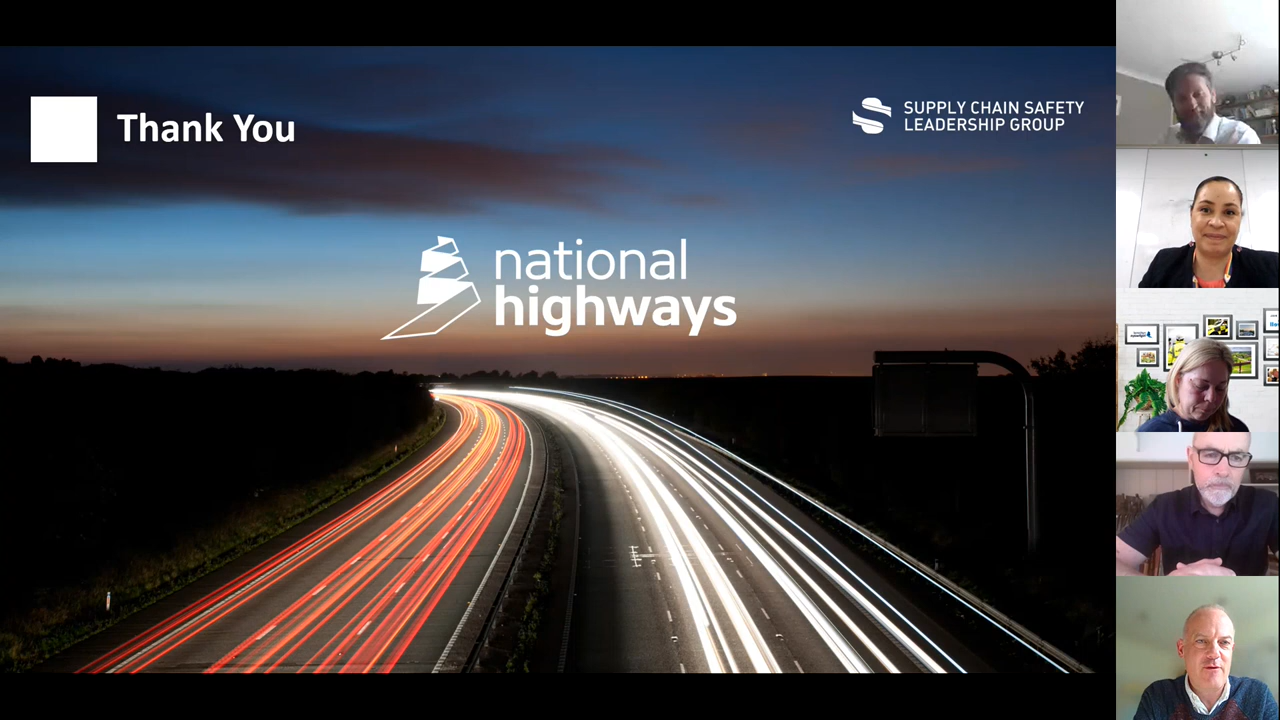 Thank You
SUPPLY CHAIN SAFETY
LEADERSHIP GROUP
national
highways